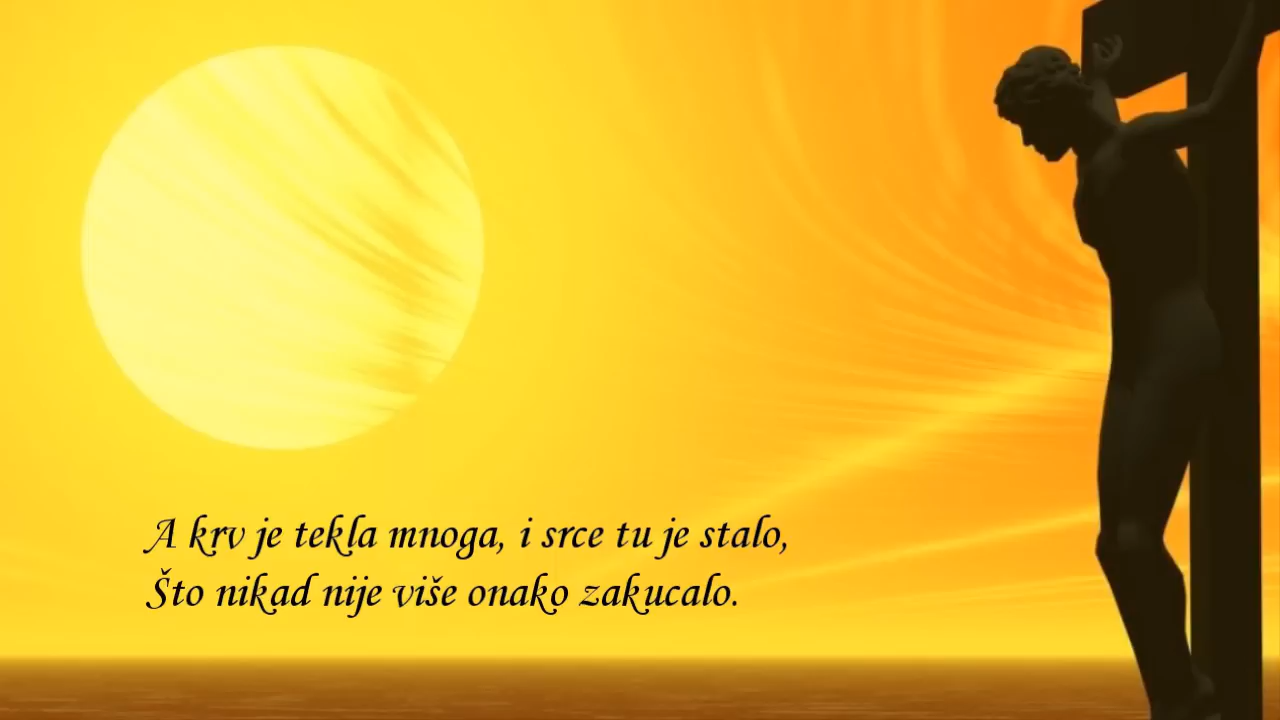 A krv je tekla mnoga, i srce tu je stalo,
Što nikad nije više onako zakucalo.